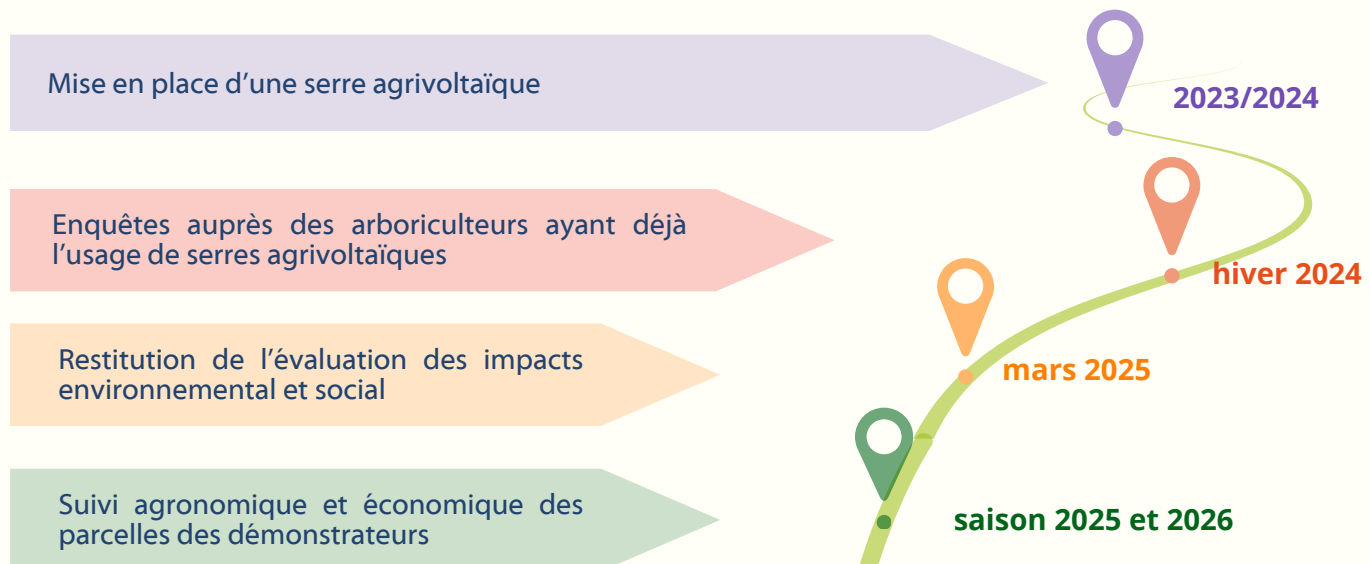 Mise en place d'une serre agrivoltaïque
2023/2024
Enquêtes auprès des arboriculteurs ayant déjà
l'usage de serres agrivoltaïques
hiver 2024
Restitution de l'évaluation des impacts
environnemental et social
mars 2025
Suivi agronomique et économique des
parcelles des démonstrateurs
saison 2025 et 2026